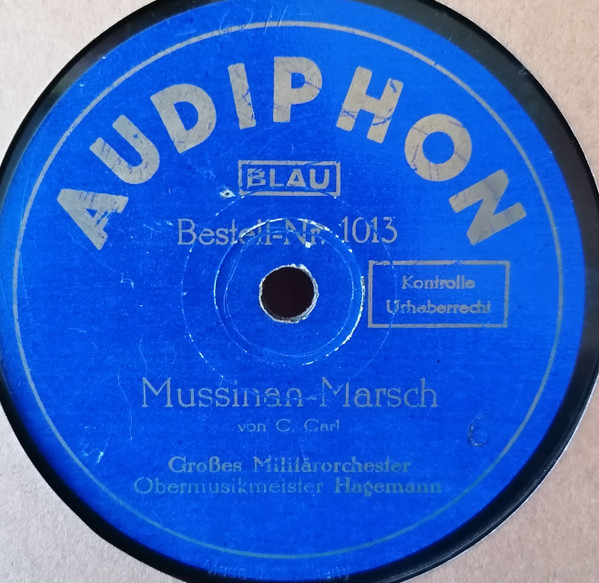 AUDIPHON
BLAU
Bestell-Nr. 1013
Kontrolle
Urheberrecht
Mussinan-Marsch
von C. Carl
Großes Militärorchester
Obermusikmeister Hagemann